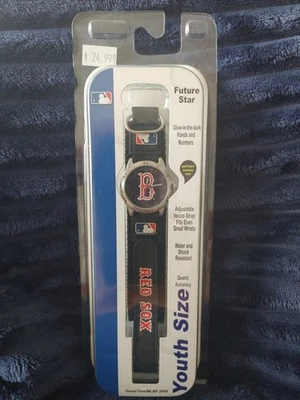 $ 24.99
Future
Star
Glow-in-the-dark
Hands and
Numbers
Adjustable
Velcro Strap
Fits Even
Small Wrists
Water and
Shock
Resistant
Quartz
Accuracy
B
RED SOX
Youth Size